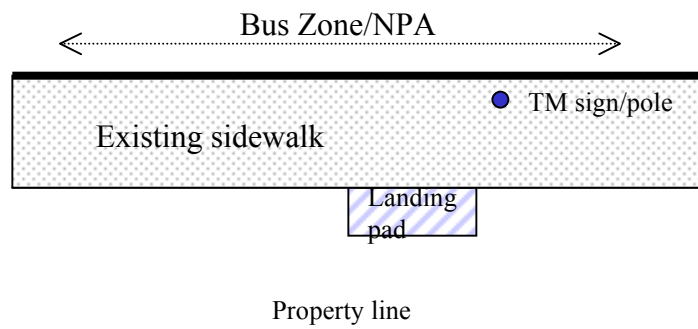 Bus Zone/NPA
TM sign/pole
Existing sidewalk
Landing
pad
Property line